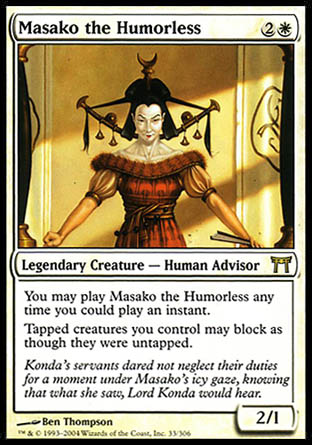 Masako the Humorless 2
Legendary Creature — Human Advisor
You may play Masako the Humorless any
time you could play an instant.
Tapped creatures you control may block as
though they were untapped.
Konda's servants dared not neglect their duties
for a moment under Masako's icy gaze, knowing
that what she saw, Lord Konda would hear.
Ben Thompson
™ & © 1993–2004 Wizards of the Coast, Inc. 33/306
2/1